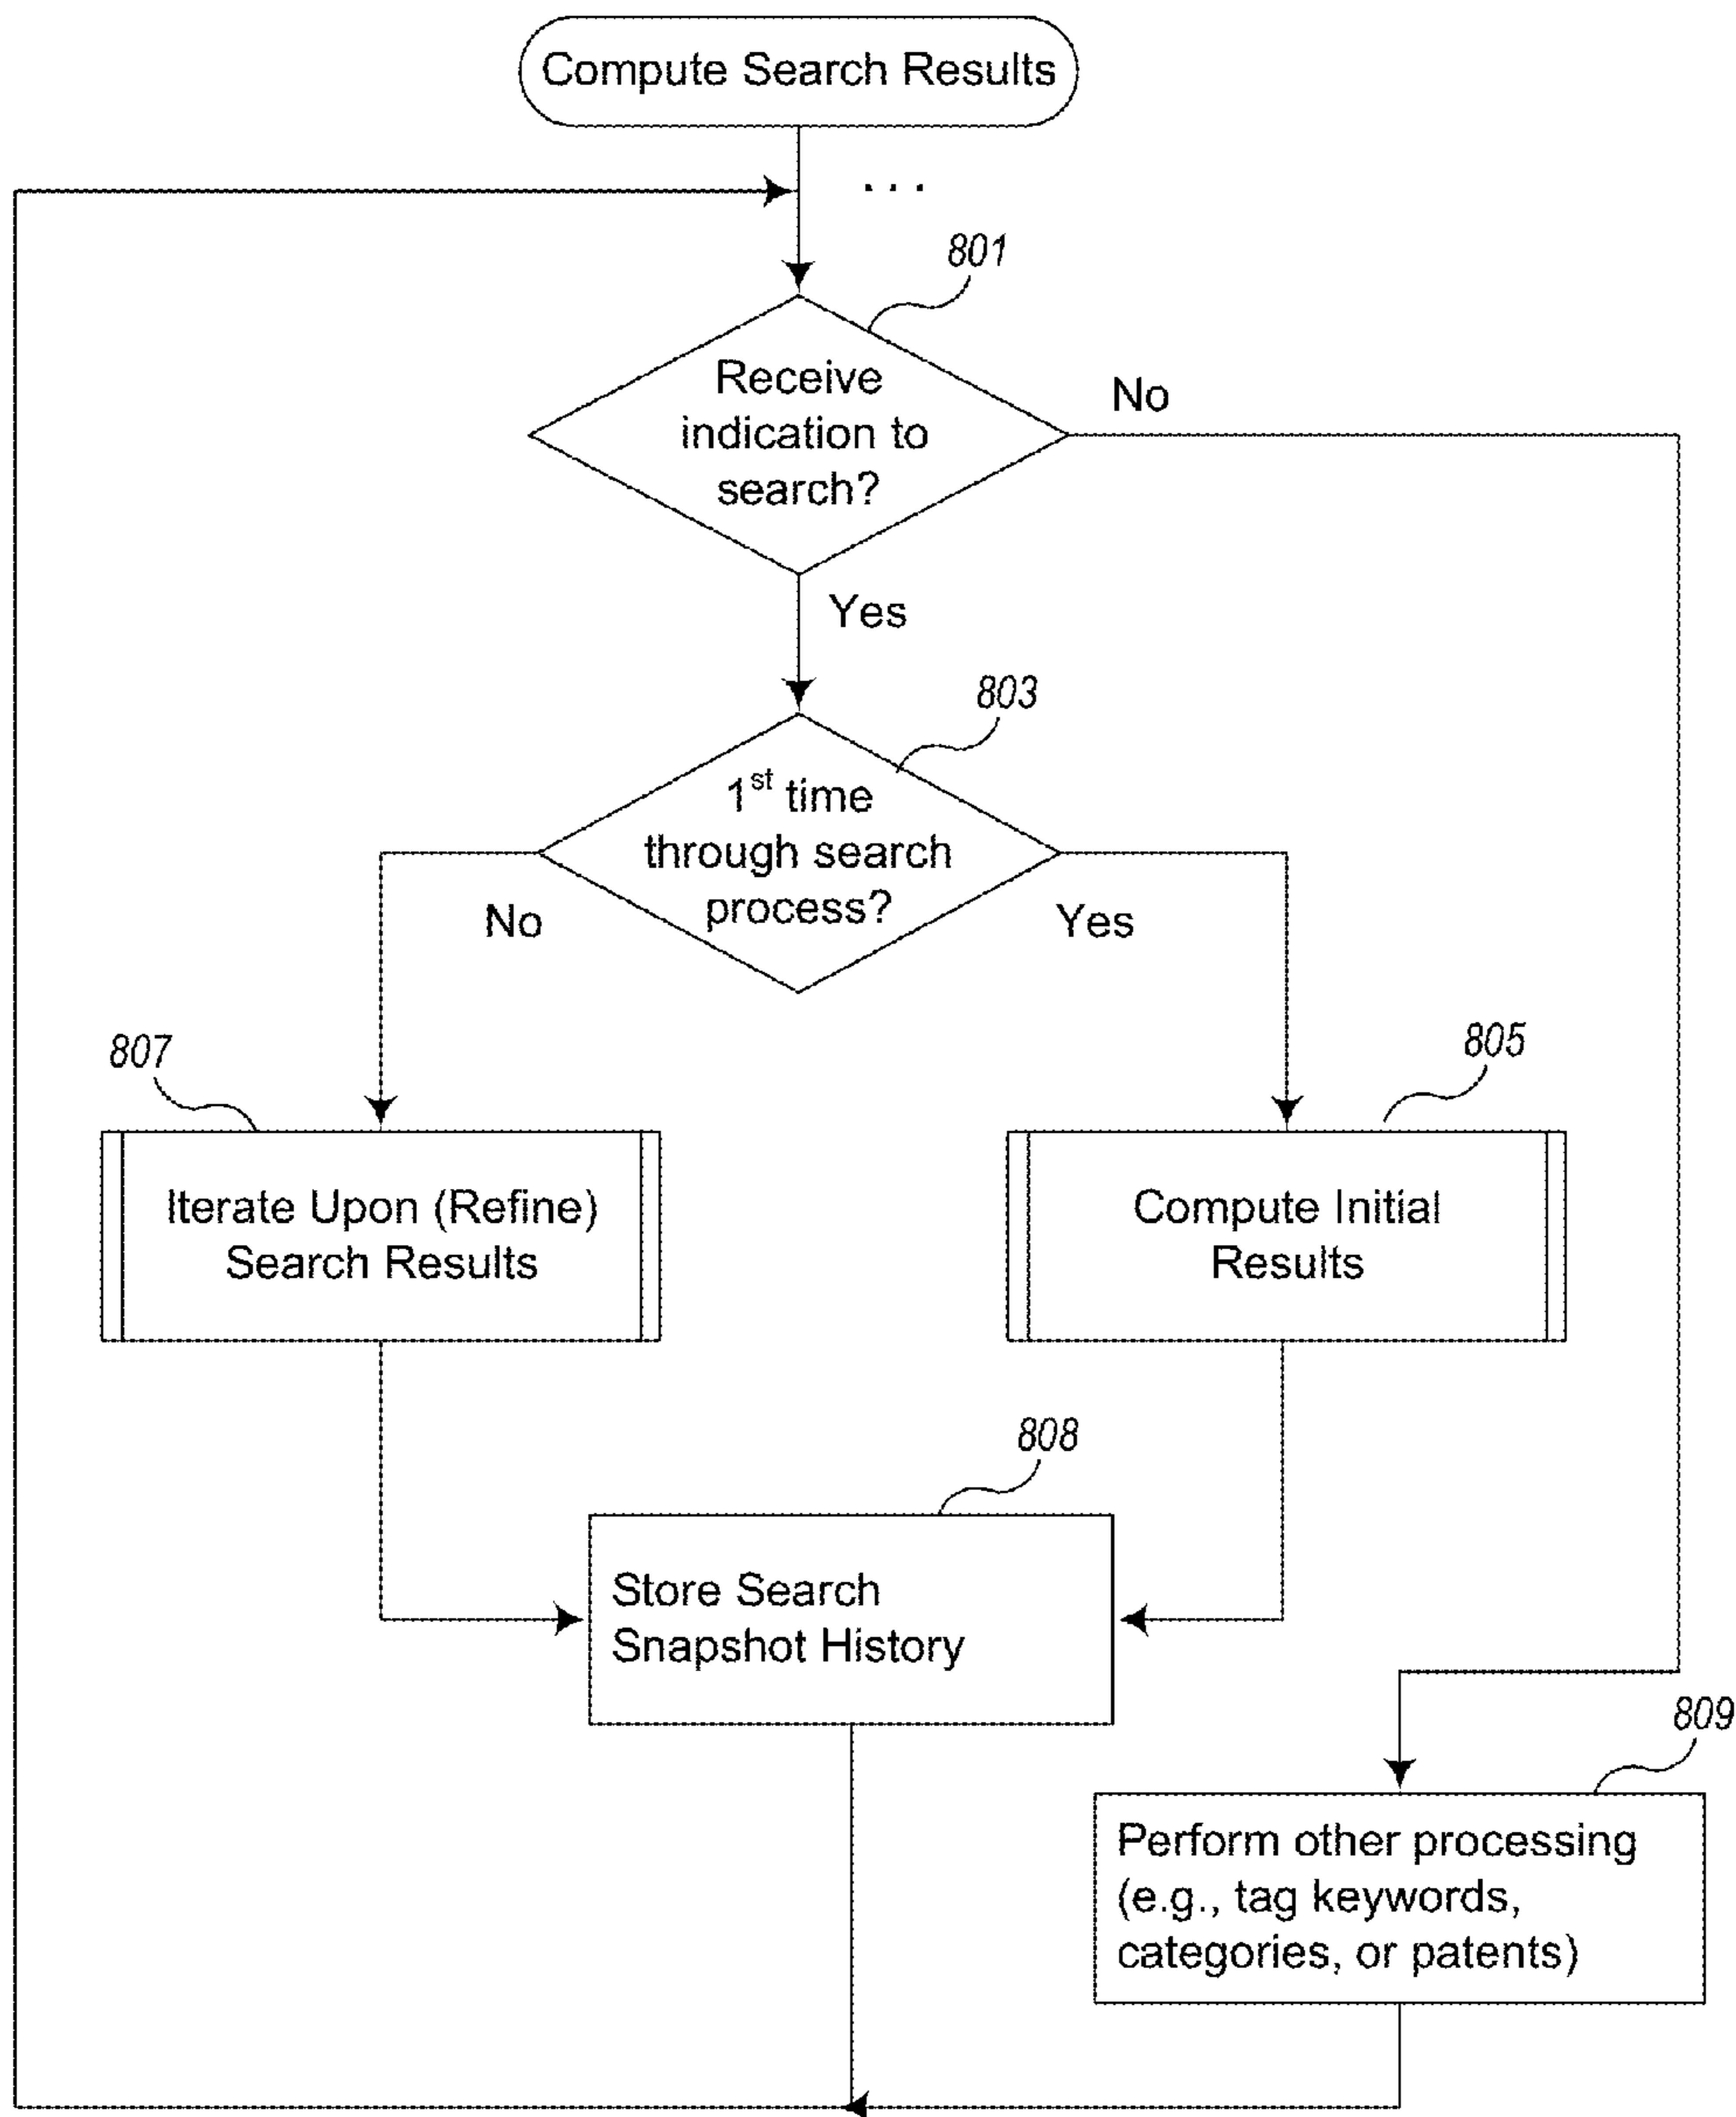 Compute Search Results
. . .
801
Receive
indication to
search?
No
Yes
803
1st time
through search
process?
No
Yes
807
805
Iterate Upon (Refine)
Search Results
Compute Initial
Results
808
Store Search
Snapshot History
809
Perform other processing
(e.g., tag keywords,
categories, or patents)